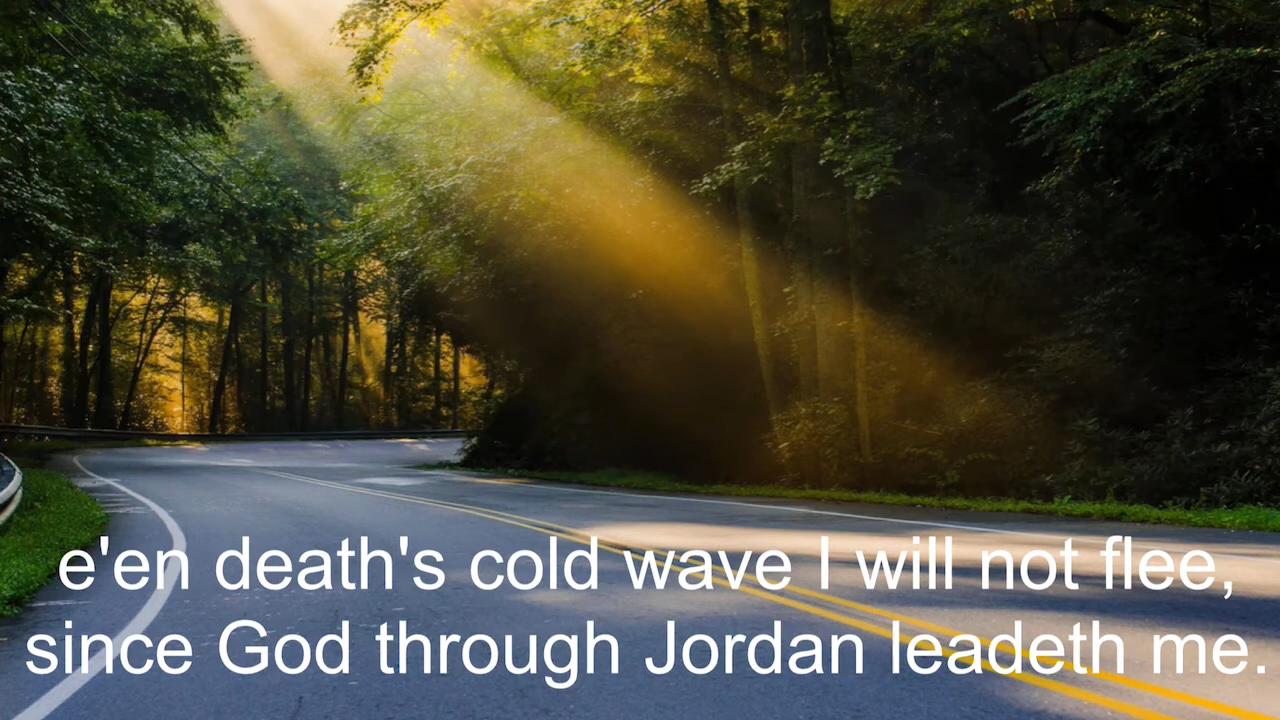 e'en death's cold wave I will not flee,
since God through Jordan leadeth me.